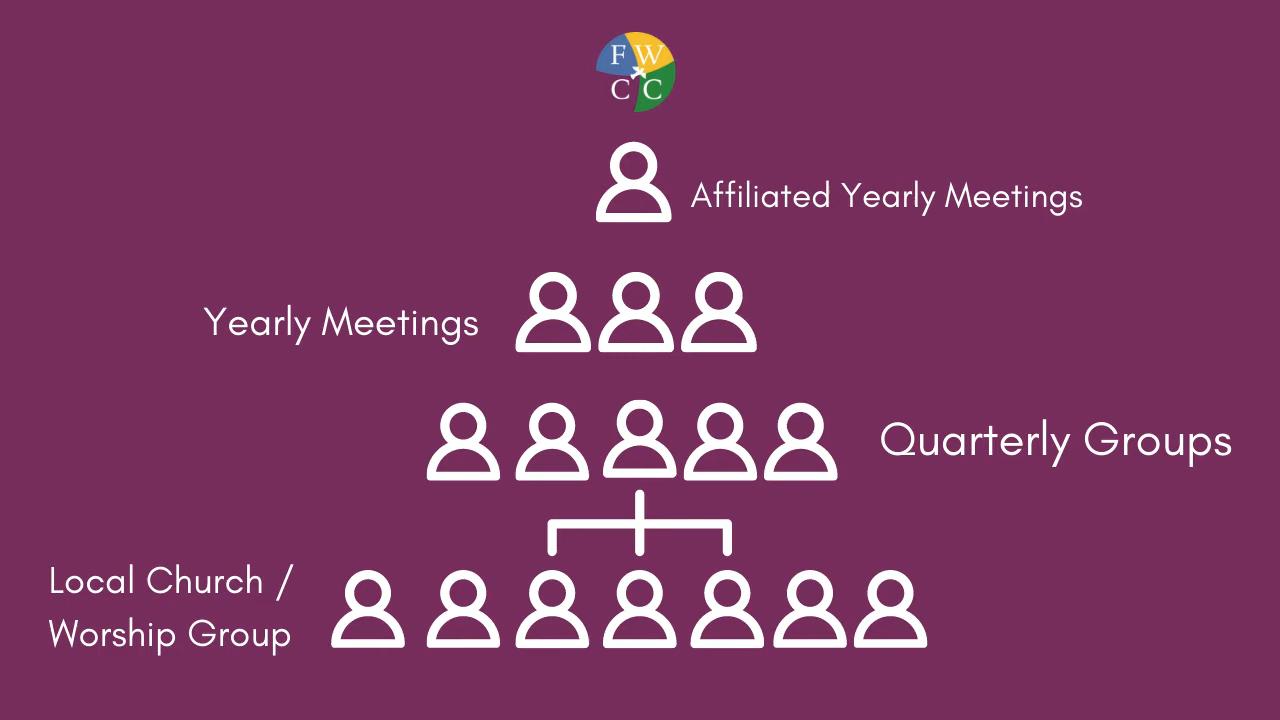 F W
C C
Affiliated Yearly Meetings
Yearly Meetings
Quarterly Groups
Local Church /
Worship Group